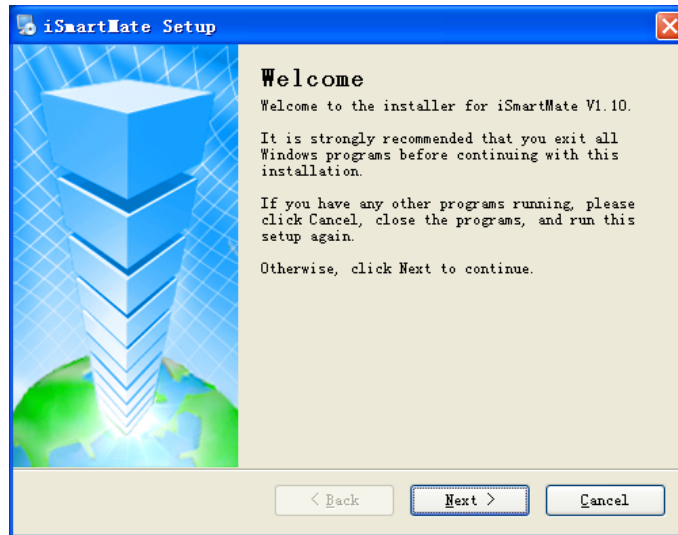 iSmartMate Setup
Welcome
Welcome to the installer for iSmartMate V1.10.
It is strongly recommended that you exit all
Windows programs before continuing with this
installation.
If you have any other programs running, please
click Cancel, close the programs, and run this
setup again.
Otherwise, click Next to continue.
< Back
Next >
Cancel